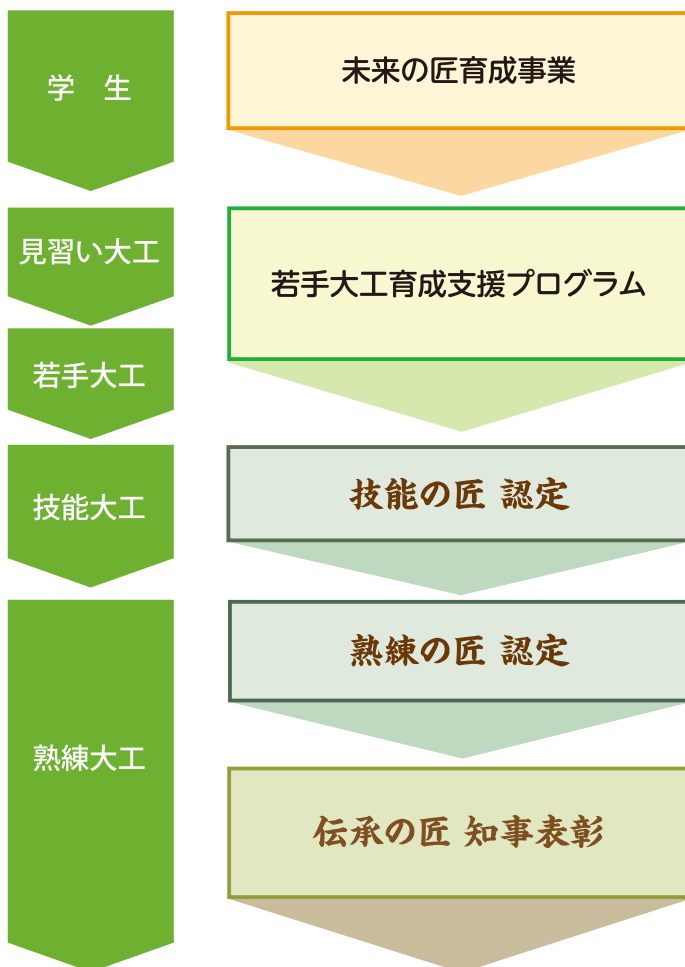 学　生
未来の匠育成事業
見習い大工
若手大工育成支援プログラム
若手大工
技能大工
技能の匠 認定
熟練の匠 認定
熟練大工
伝承の匠 知事表彰